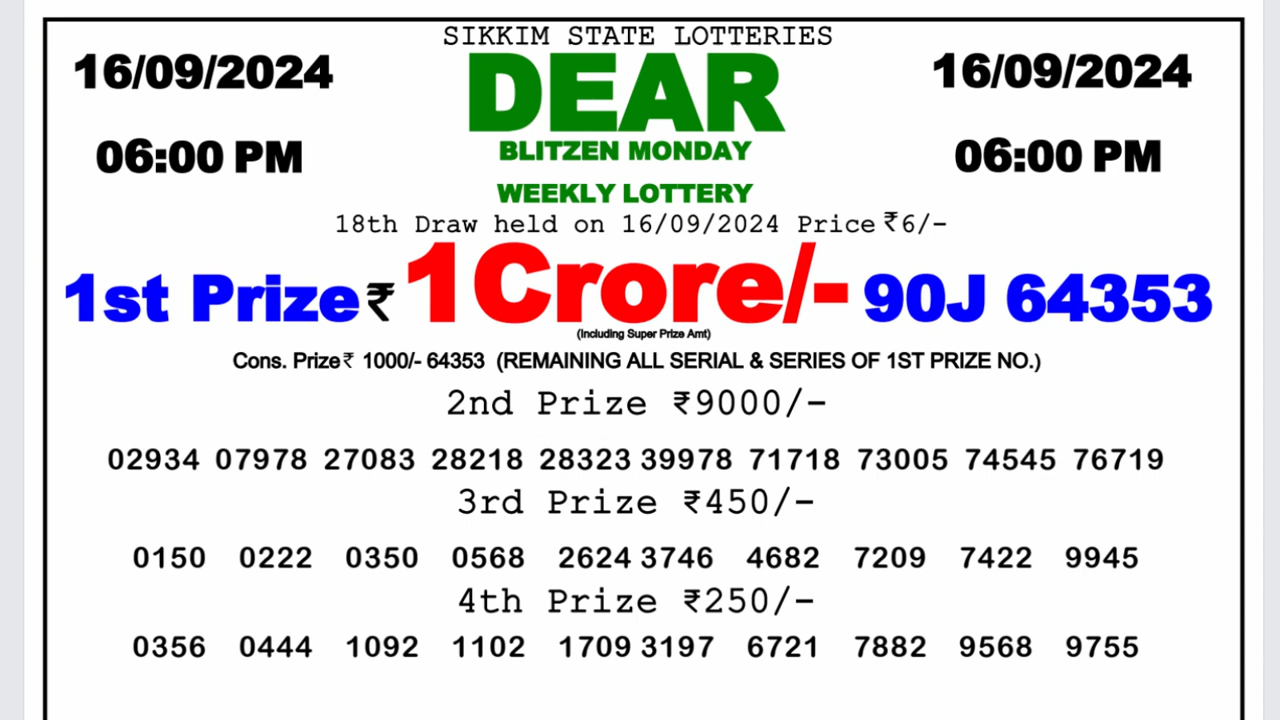 SIKKIM STATE LOTTERIES
16/09/2024 DEAR 16/09/2024
06:00 PM BLITZEN MONDAY 06:00 PM
WEEKLY LOTTERY
18th Draw held on 16/09/2024 Price ₹6/-
1st Prize ₹ 1Crore/- 90J 64353
(Including Super Prize Amt)
Cons. Prize ₹ 1000/- 64353 (REMAINING ALL SERIAL & SERIES OF 1ST PRIZE NO.)
2nd Prize ₹9000/-
02934 07978 27083 28218 28323 39978 71718 73005 74545 76719
3rd Prize ₹450/-
0150 0222 0350 0568 2624 3746 4682 7209 7422 9945
4th Prize ₹250/-
0356 0444 1092 1102 1709 3197 6721 7882 9568 9755